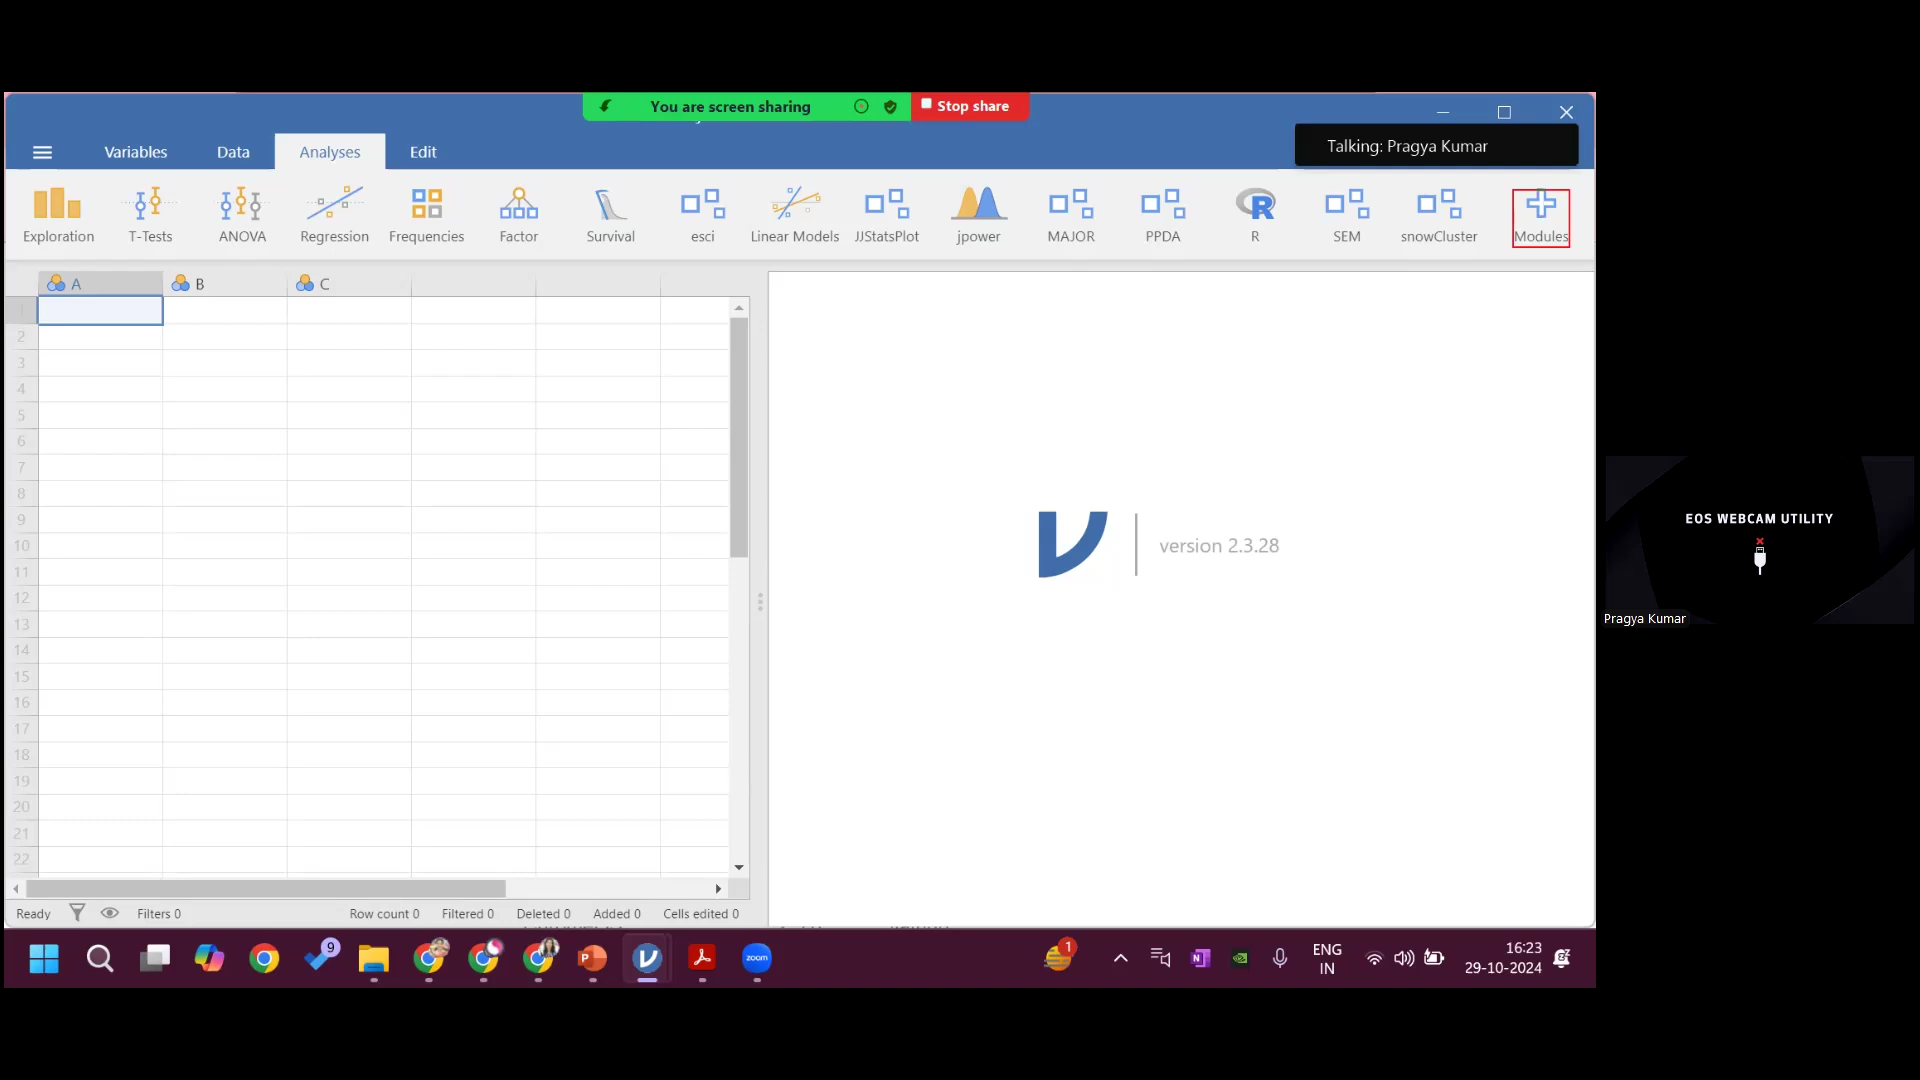 You are screen sharing
Stop share
Talking: Pragya Kumar
Variables
Data
Analyses
Edit
Exploration
T-Tests
ANOVA
Regression
Frequencies
Factor
Survival
esci
Linear Models
JJStatsPlot
jpower
MAJOR
PPDA
R
SEM
snowCluster
Modules
A
B
C
1
2
3
4
5
6
7
8
9
10
11
12
13
14
15
16
17
18
19
20
21
22
version 2.3.28
EOS WEBCAM UTILITY
Pragya Kumar
Ready
Filters 0
Row count 0
Filtered 0
Deleted 0
Added 0
Cells edited 0
9
P
zoom
1
N
ENG
IN
16:23
29-10-2024